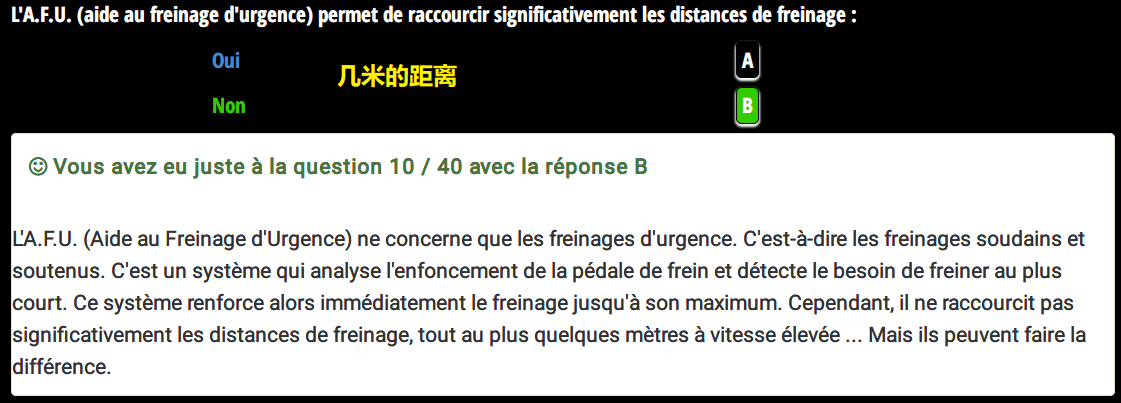 L'A.F.U. (aide au freinage d'urgence) permet de raccourcir significativement les distances de freinage :
Oui
几米的距离
A
Non
B
Vous avez eu juste à la question 10 / 40 avec la réponse B
L'A.F.U. (Aide au Freinage d'Urgence) ne concerne que les freinages d'urgence. C'est-à-dire les freinages soudains et
soutenus. C'est un système qui analyse l'enfoncement de la pédale de frein et détecte le besoin de freiner au plus
court. Ce système renforce alors immédiatement le freinage jusqu'à son maximum. Cependant, il ne raccourcit pas
significativement les distances de freinage, tout au plus quelques mètres à vitesse élevée ... Mais ils peuvent faire la
différence.